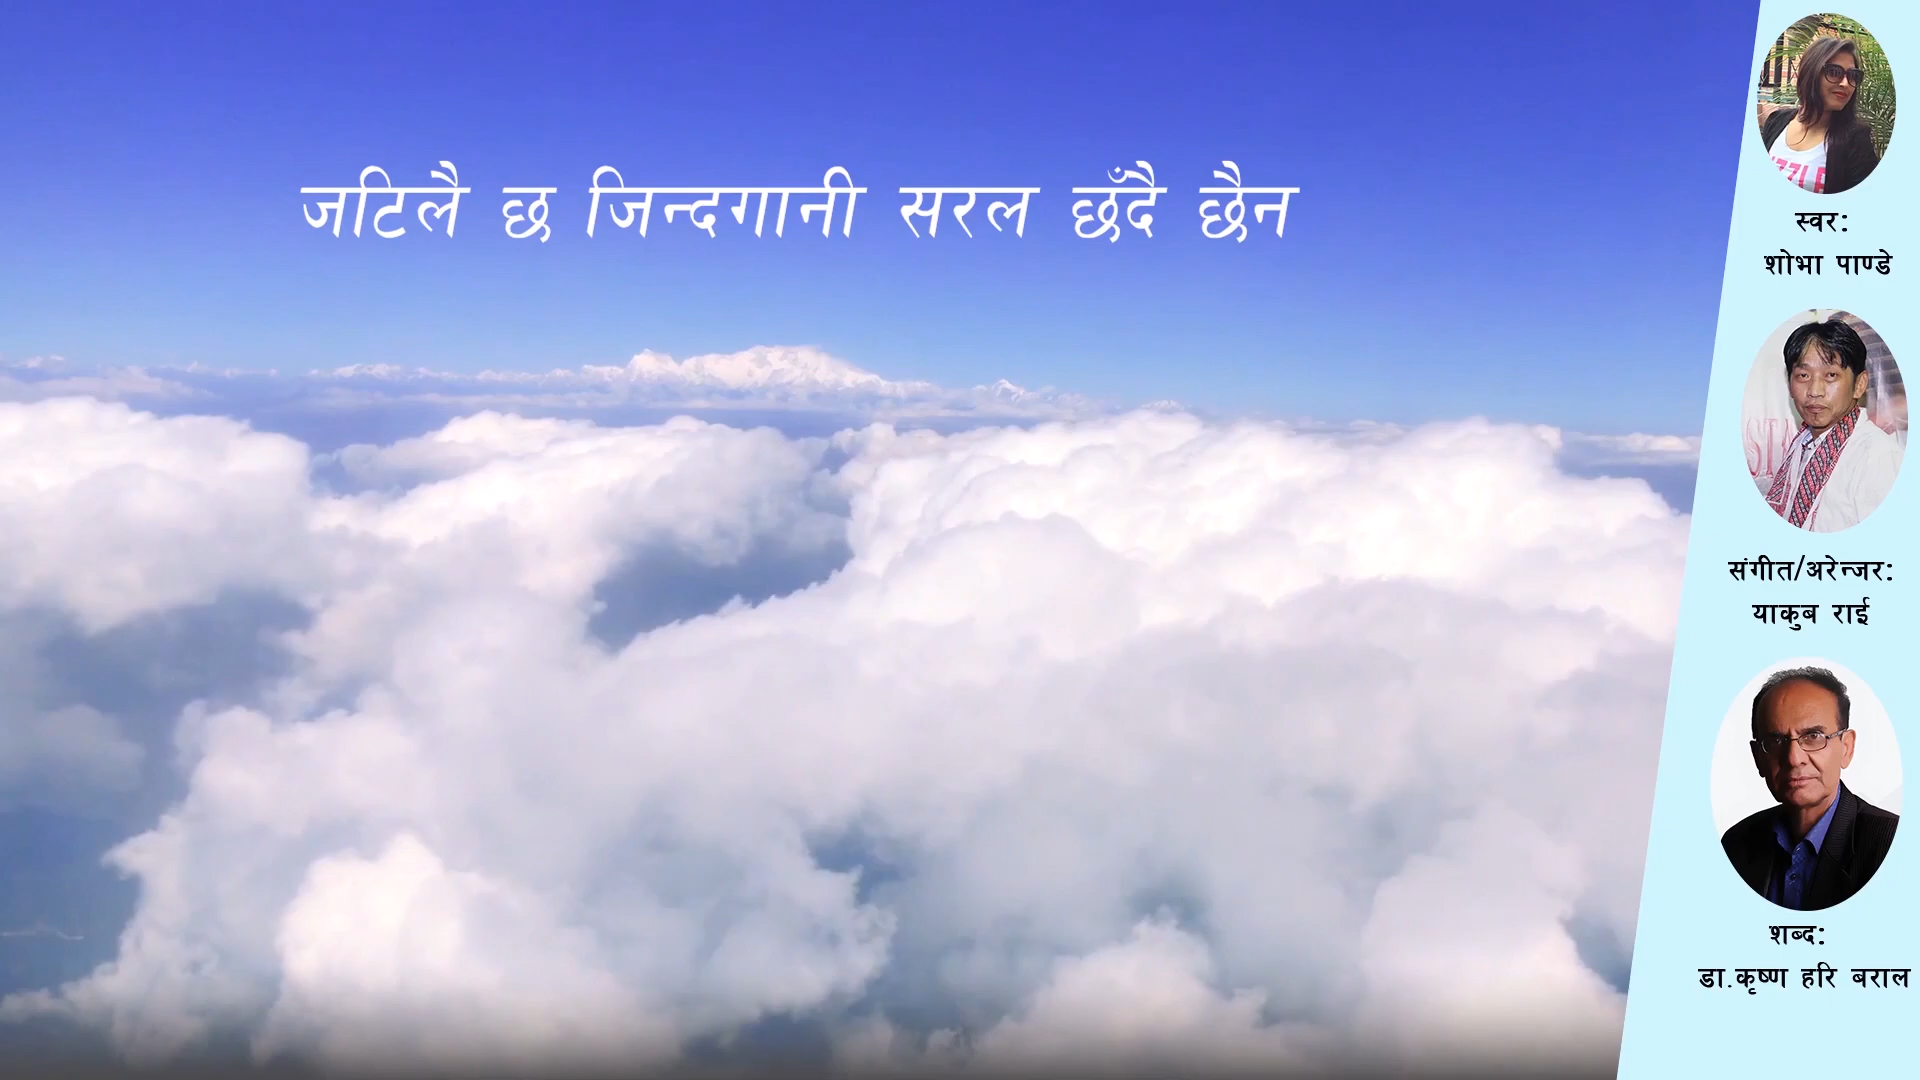 जटिलै छ जिन्दगानी सरल छँदै छैन
स्वर:
शोभा पाण्डे
संगीत/अरेन्जर:
याकुब राई
शब्द:
डा.कृष्ण हरि बराल